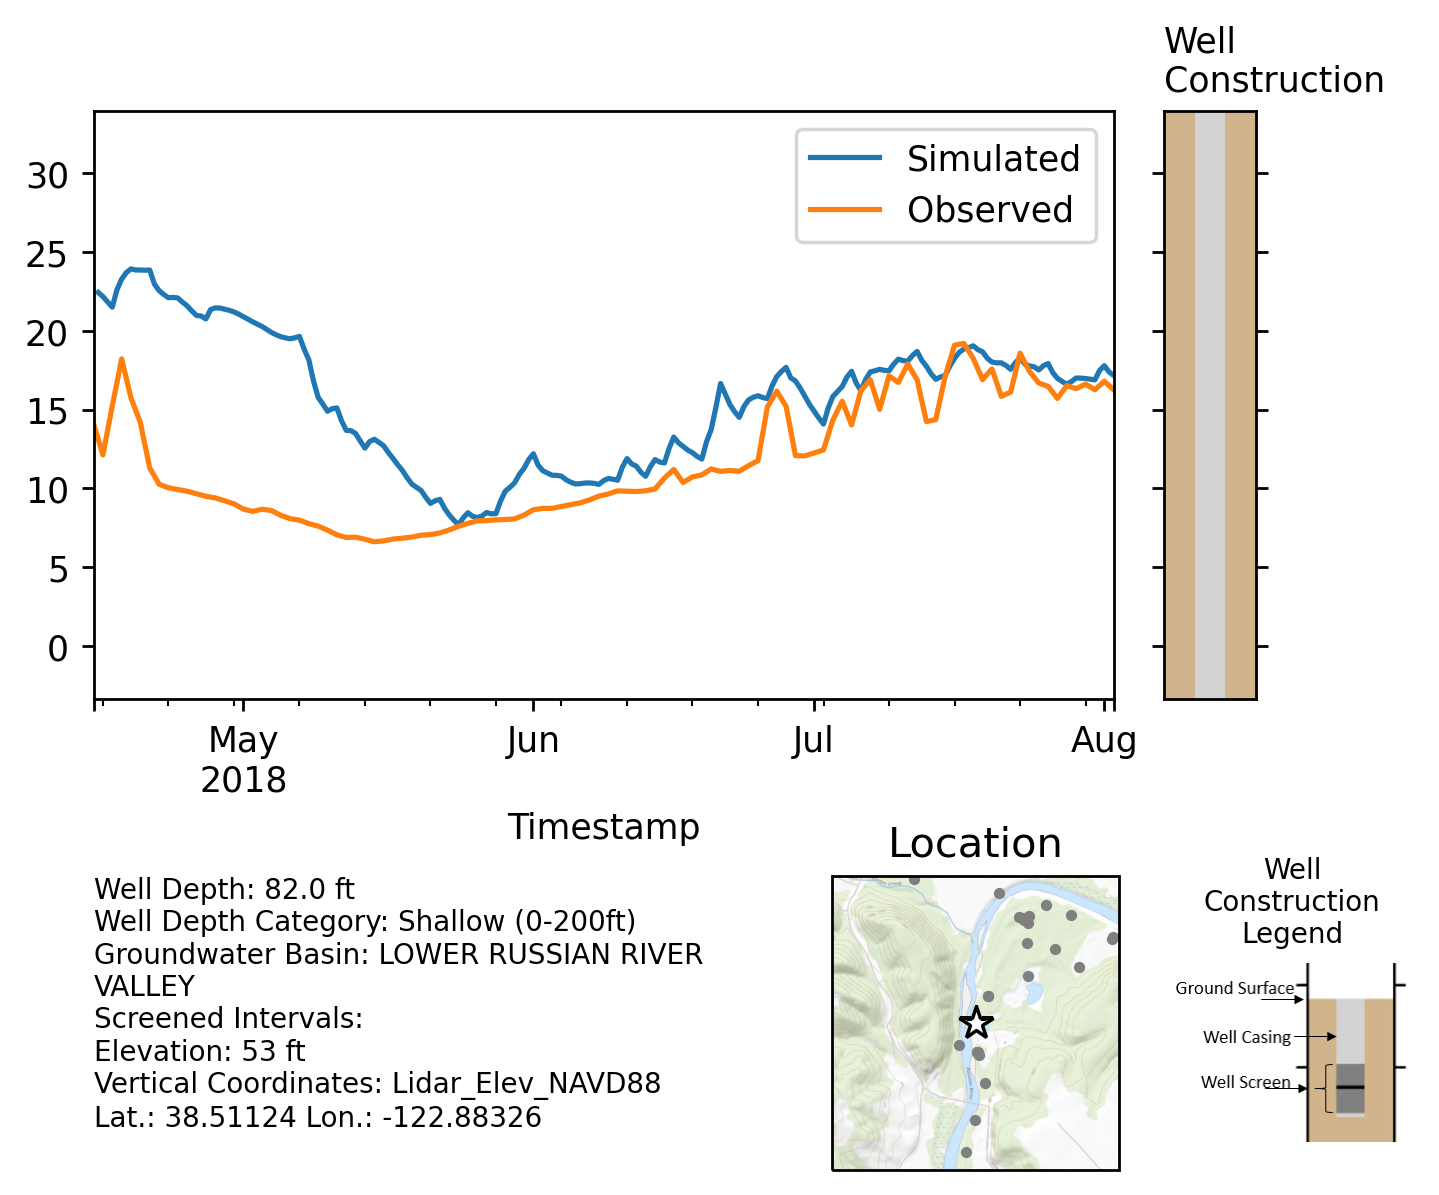 Well
Construction
30
25
20
15
10
5
0
Simulated
Observed
May
2018
Jun
Jul
Aug
Timestamp
Well Depth: 82.0 ft
Well Depth Category: Shallow (0-200ft)
Groundwater Basin: LOWER RUSSIAN RIVER
VALLEY
Screened Intervals:
Elevation: 53 ft
Vertical Coordinates: Lidar_Elev_NAVD88
Lat.: 38.51124 Lon.: -122.88326
Location
Well
Construction
Legend
Ground Surface
Well Casing
Well Screen